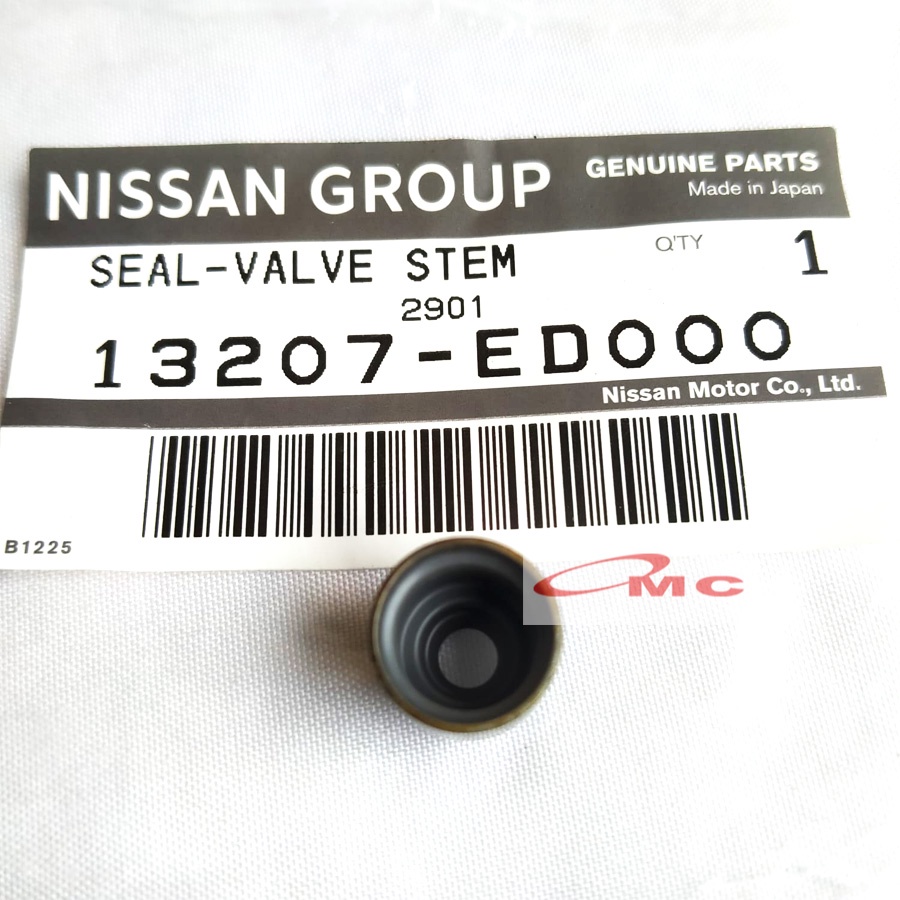 NISSAN GROUP
GENUINE PARTS
Made in Japan
SEAL-VALVE STEM
Q'TY 1
2901
13207-ED000
Nissan Motor Co., Ltd.
B1225
MC